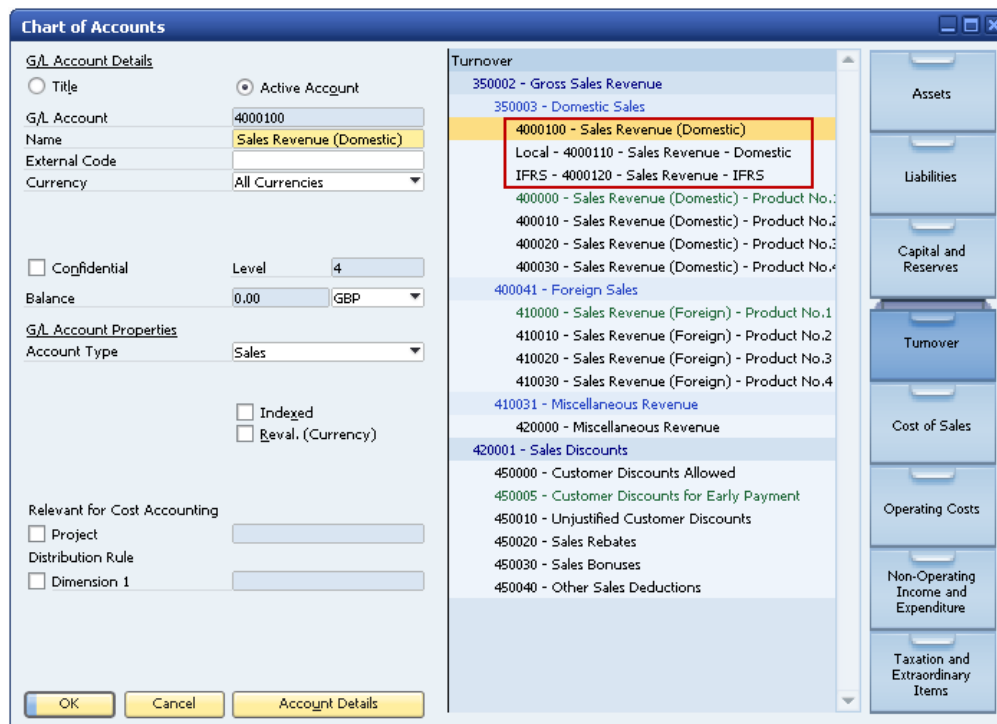 Chart of Accounts
G/L Account Details
Title
Active Account
G/L Account 4000100
Name Sales Revenue (Domestic)
External Code
Currency All Currencies
Confidential Level 4
Balance 0.00 GBP
G/L Account Properties
Account Type Sales
Indexed
Reval. (Currency)
Relevant for Cost Accounting
Project
Distribution Rule
Dimension 1
OK Cancel Account Details
Turnover
350002 - Gross Sales Revenue
350003 - Domestic Sales
4000100 - Sales Revenue (Domestic)
Local - 4000110 - Sales Revenue - Domestic
IFRS - 4000120 - Sales Revenue - IFRS
400000 - Sales Revenue (Domestic) - Product No.1
400010 - Sales Revenue (Domestic) - Product No.2
400020 - Sales Revenue (Domestic) - Product No.3
400030 - Sales Revenue (Domestic) - Product No.4
400041 - Foreign Sales
410000 - Sales Revenue (Foreign) - Product No.1
410010 - Sales Revenue (Foreign) - Product No.2
410020 - Sales Revenue (Foreign) - Product No.3
410030 - Sales Revenue (Foreign) - Product No.4
410031 - Miscellaneous Revenue
420000 - Miscellaneous Revenue
420001 - Sales Discounts
450000 - Customer Discounts Allowed
450005 - Customer Discounts for Early Payment
450010 - Unjustified Customer Discounts
450020 - Sales Rebates
450030 - Sales Bonuses
450040 - Other Sales Deductions
Assets
Liabilities
Capital and
Reserves
Turnover
Cost of Sales
Operating Costs
Non-Operating
Income and
Expenditure
Taxation and
Extraordinary
Items